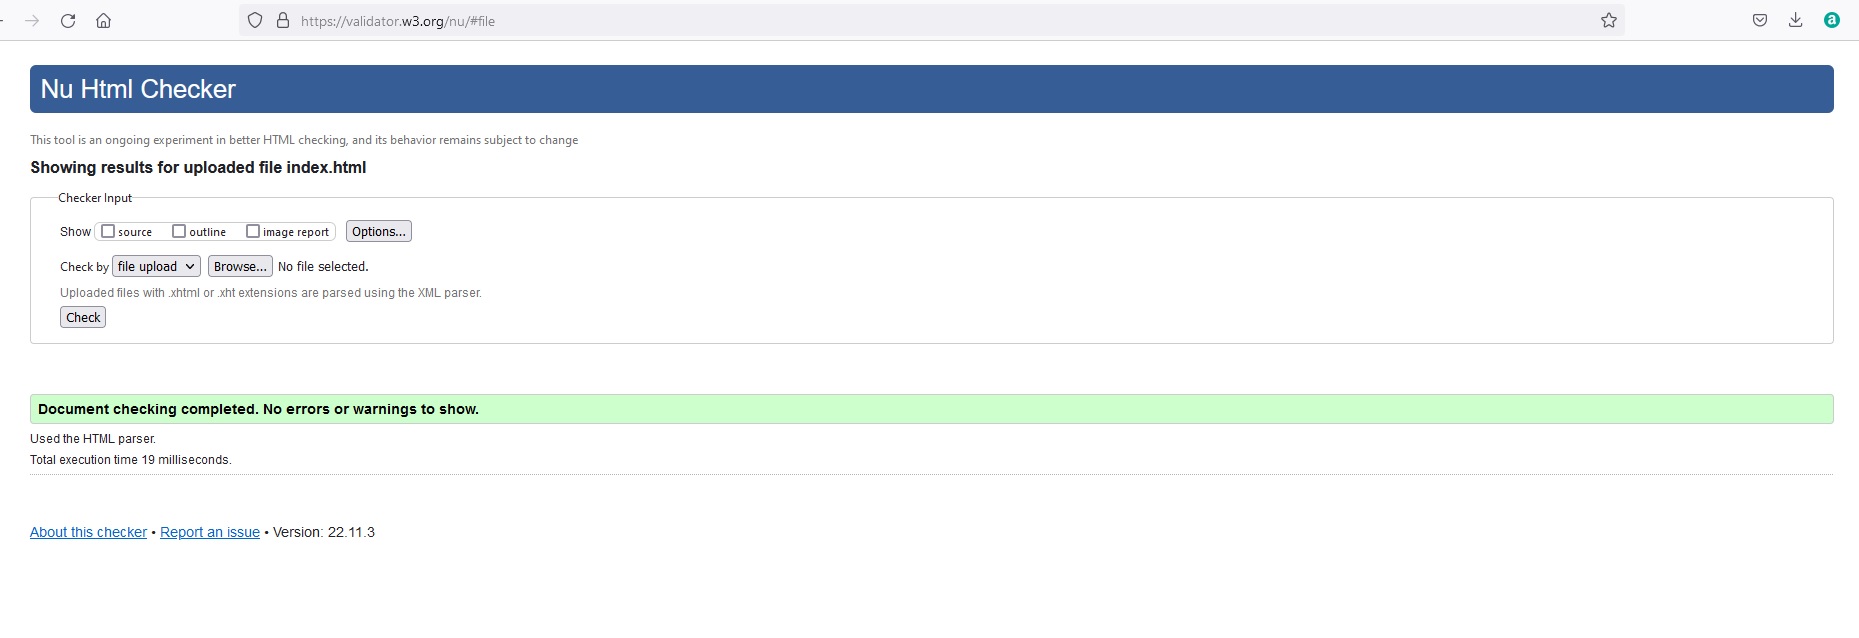 https://validator.w3.org/nu/#file
a
Nu Html Checker
This tool is an ongoing experiment in better HTML checking, and its behavior remains subject to change
Showing results for uploaded file index.html
Checker Input
Show source outline image report Options...
Check by file upload Browse... No file selected.
Uploaded files with .xhtml or .xht extensions are parsed using the XML parser.
Check
Document checking completed. No errors or warnings to show.
Used the HTML parser.
Total execution time 19 milliseconds.
About this checker • Report an issue • Version: 22.11.3